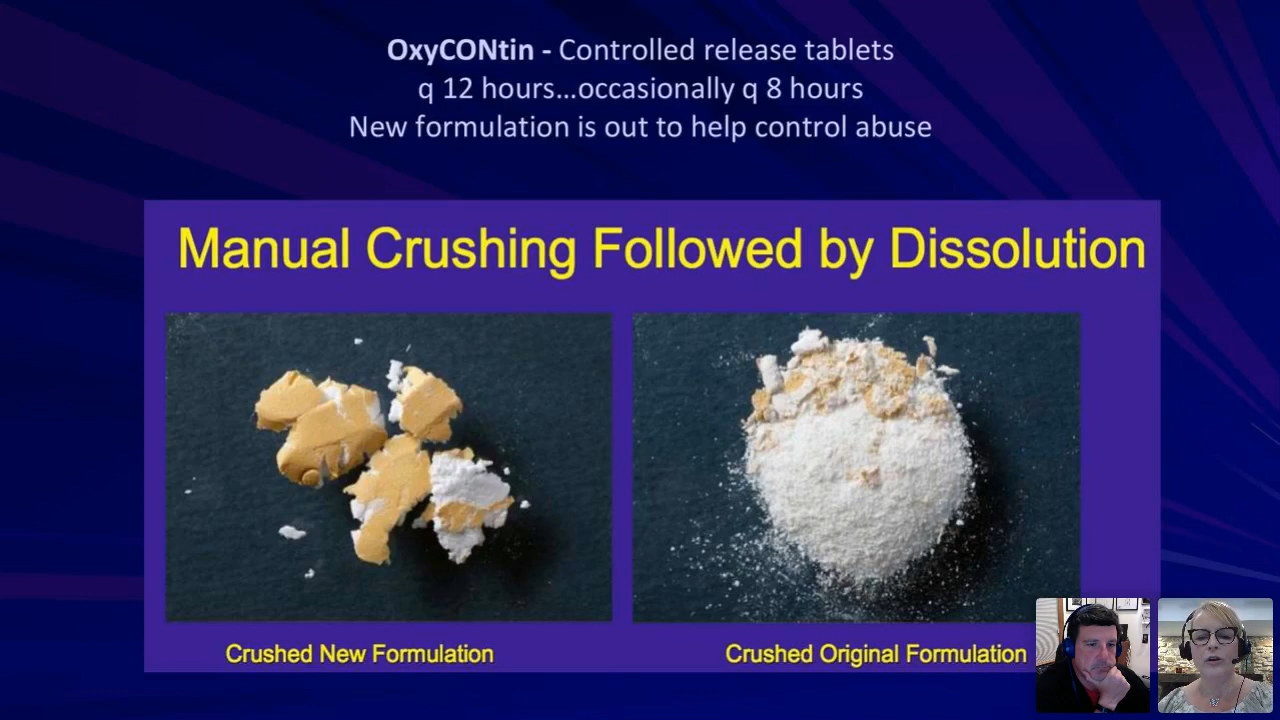 OxyCONtin - Controlled release tablets
q 12 hours...occasionally q 8 hours
New formulation is out to help control abuse
Manual Crushing Followed by Dissolution
Crushed New Formulation
Crushed Original Formulation